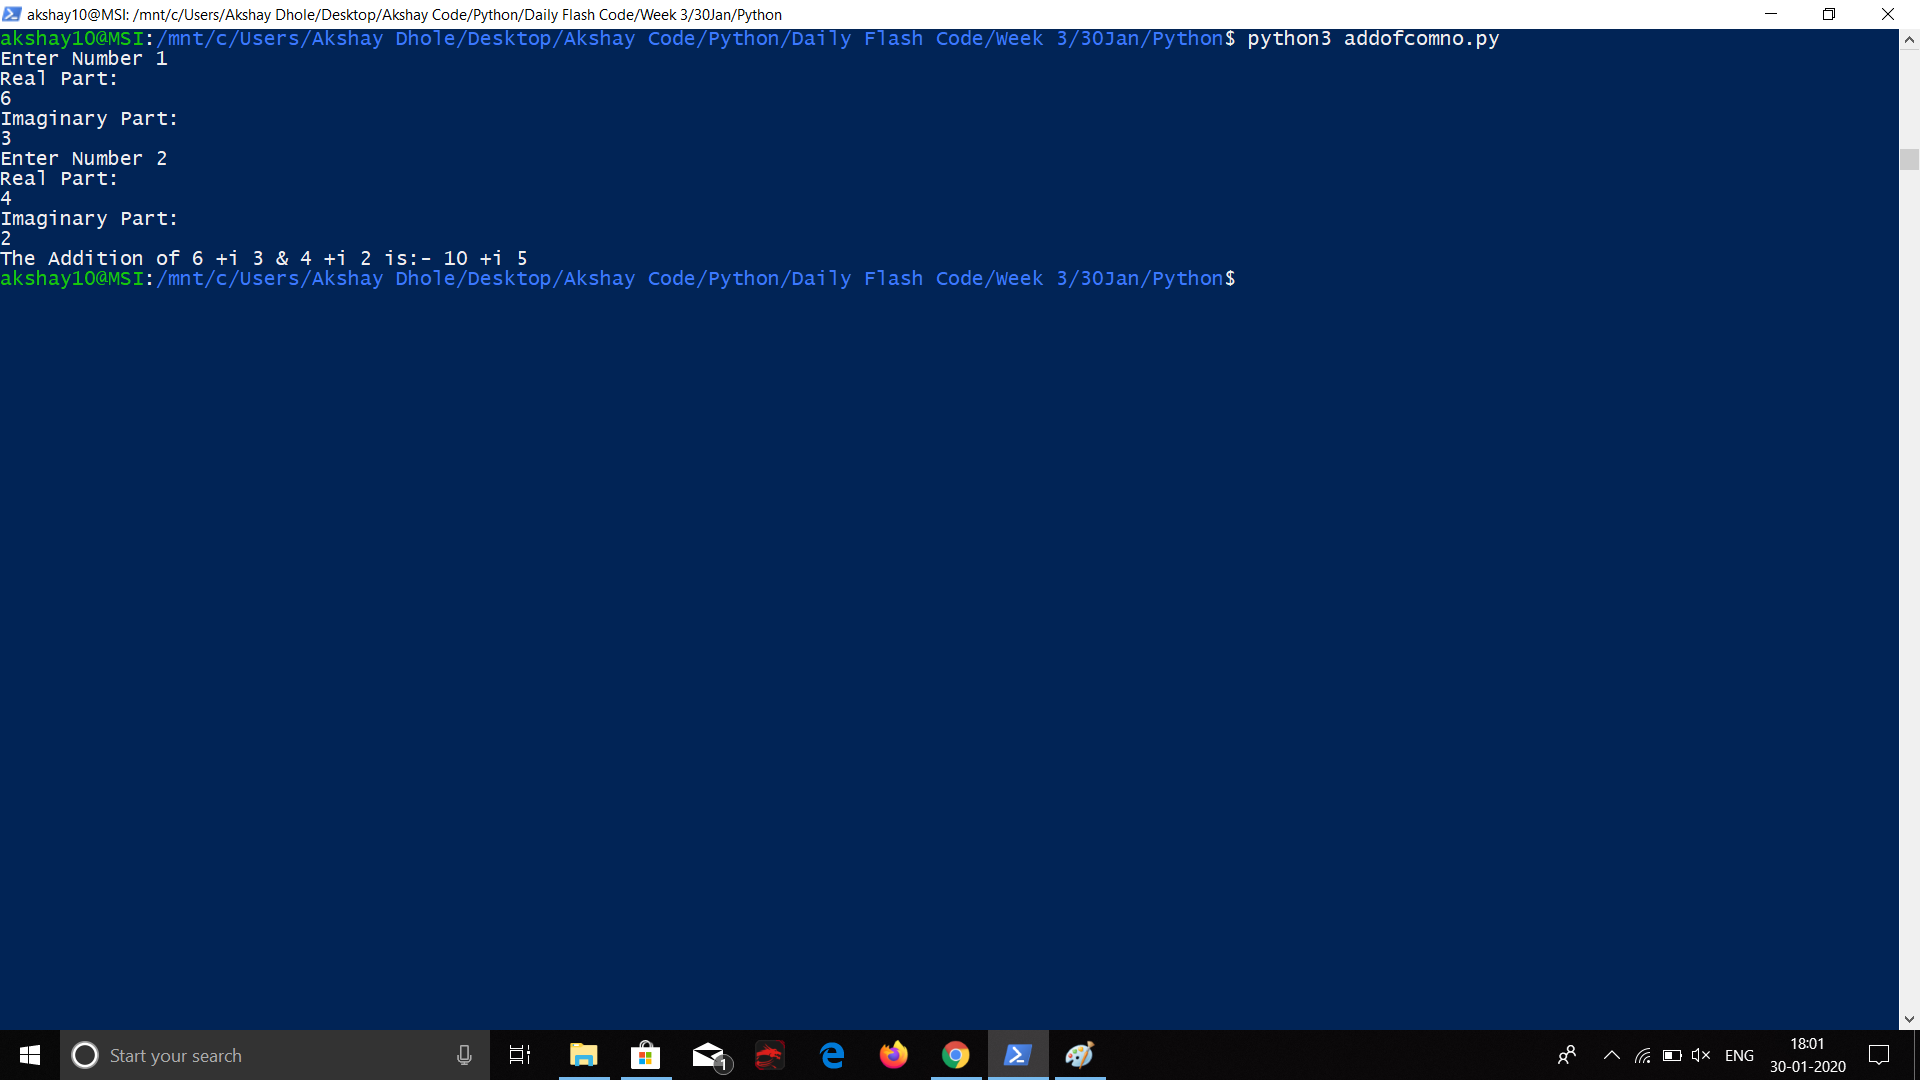 akshay10@MSI: /mnt/c/Users/Akshay Dhole/Desktop/Akshay Code/Python/Daily Flash Code/Week 3/30Jan/Python
akshay10@MSI:/mnt/c/Users/Akshay Dhole/Desktop/Akshay Code/Python/Daily Flash Code/Week 3/30Jan/Python$ python3 addofcomno.py
Enter Number 1
Real Part:
6
Imaginary Part:
3
Enter Number 2
Real Part:
4
Imaginary Part:
2
The Addition of 6 +i 3 & 4 +i 2 is:- 10 +i 5
akshay10@MSI:/mnt/c/Users/Akshay Dhole/Desktop/Akshay Code/Python/Daily Flash Code/Week 3/30Jan/Python$
Start your search
1
ENG
18:01
30-01-2020